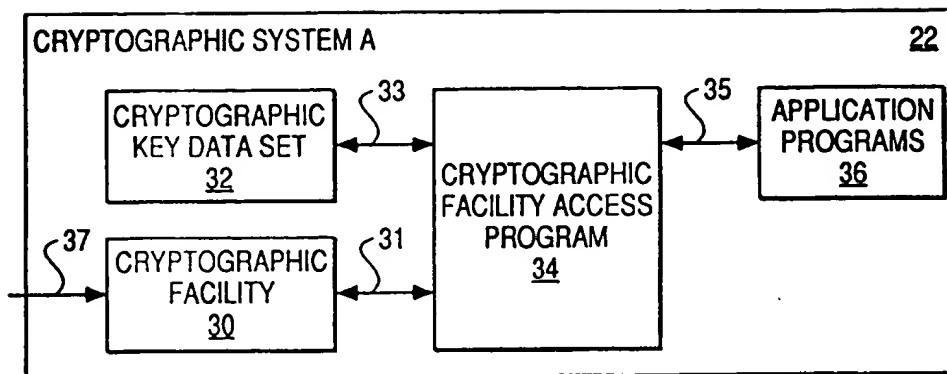 CRYPTOGRAPHIC SYSTEM A 22
CRYPTOGRAPHIC
KEY DATA SET
32
33
CRYPTOGRAPHIC
FACILITY ACCESS
PROGRAM
34
35
APPLICATION
PROGRAMS
36
37
CRYPTOGRAPHIC
FACILITY
30
31